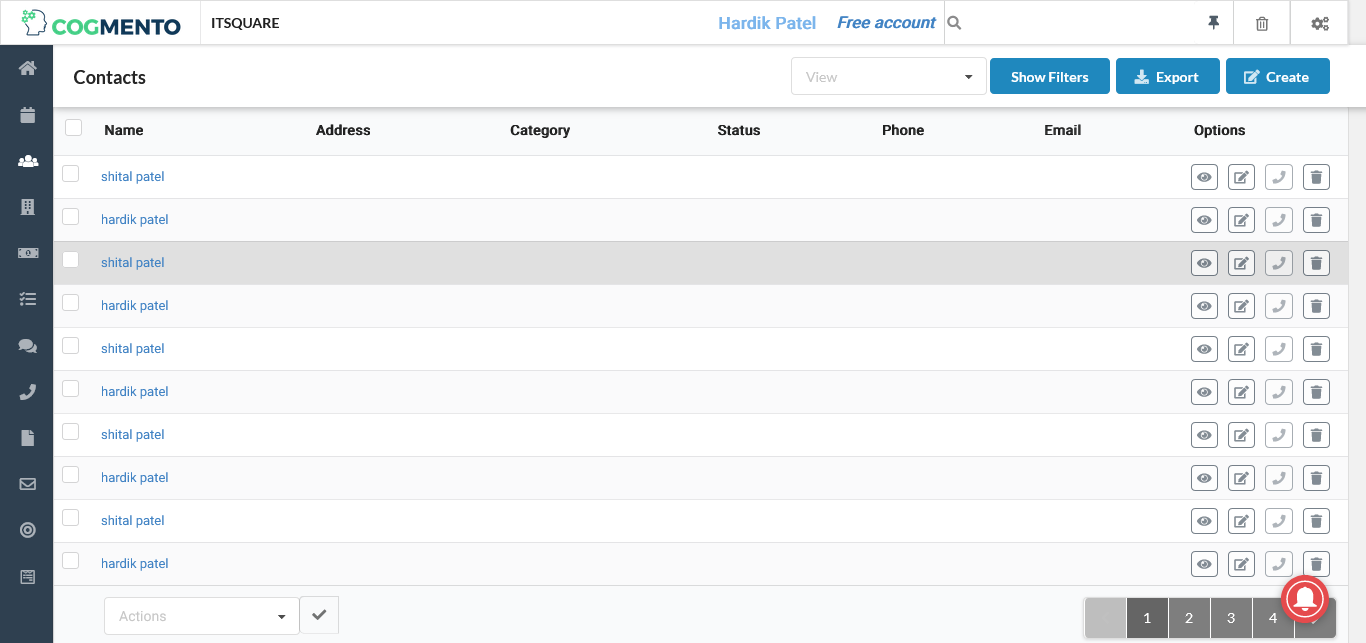 COGMENTO ITSQUARE Hardik Patel Free account
Contacts View Show Filters Export Create
Name Address Category Status Phone Email Options
shital patel
hardik patel
shital patel
hardik patel
shital patel
hardik patel
shital patel
hardik patel
shital patel
hardik patel
Actions 1 2 3 4